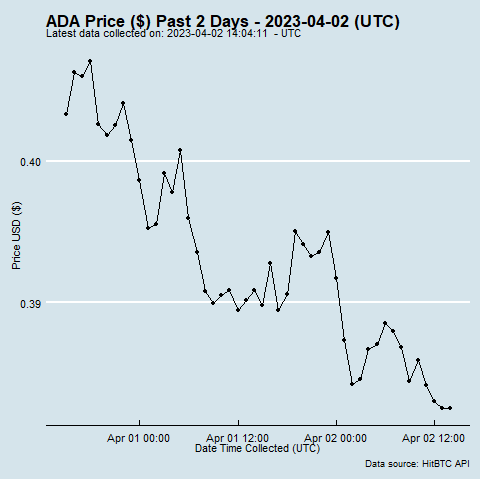 ADA Price ($) Past 2 Days - 2023-04-02 (UTC)
Latest data collected on: 2023-04-02 14:04:11 - UTC
0.40
Price USD ($)
0.39
Apr 01 00:00 Apr 01 12:00 Apr 02 00:00 Apr 02 12:00
Date Time Collected (UTC)
Data source: HitBTC API